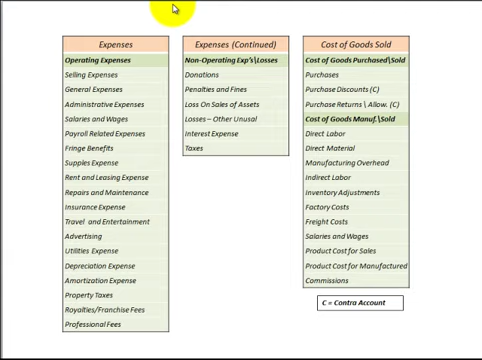 Expenses
Operating Expenses
Selling Expenses
General Expenses
Administrative Expenses
Salaries and Wages
Payroll Related Expenses
Fringe Benefits
Supples Expense
Rent and Leasing Expense
Repairs and Maintenance
Insurance Expense
Travel and Entertainment
Advertising
Utilities Expense
Depreciation Expense
Amortization Expense
Property Taxes
Royalties/Franchise Fees
Professional Fees
Expenses (Continued)
Non-Operating Exp's\Losses
Donations
Penalties and Fines
Loss On Sales of Assets
Losses – Other Unusal
Interest Expense
Taxes
Cost of Goods Sold
Cost of Goods Purchased\Sold
Purchases
Purchase Discounts (C)
Purchase Returns \ Allow. (C)
Cost of Goods Manuf.\Sold
Direct Labor
Direct Material
Manufacturing Overhead
Indirect Labor
Inventory Adjustments
Factory Costs
Freight Costs
Salaries and Wages
Product Cost for Sales
Product Cost for Manufactured
Commissions
C = Contra Account